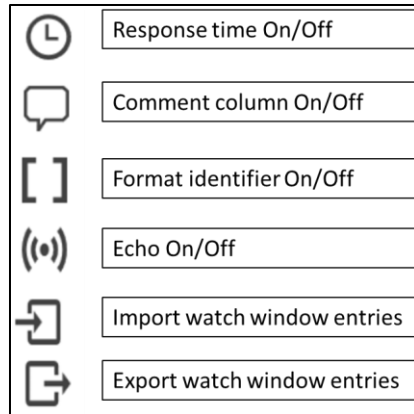 Response time On/Off
Comment column On/Off
Format identifier On/Off
Echo On/Off
Import watch window entries
Export watch window entries